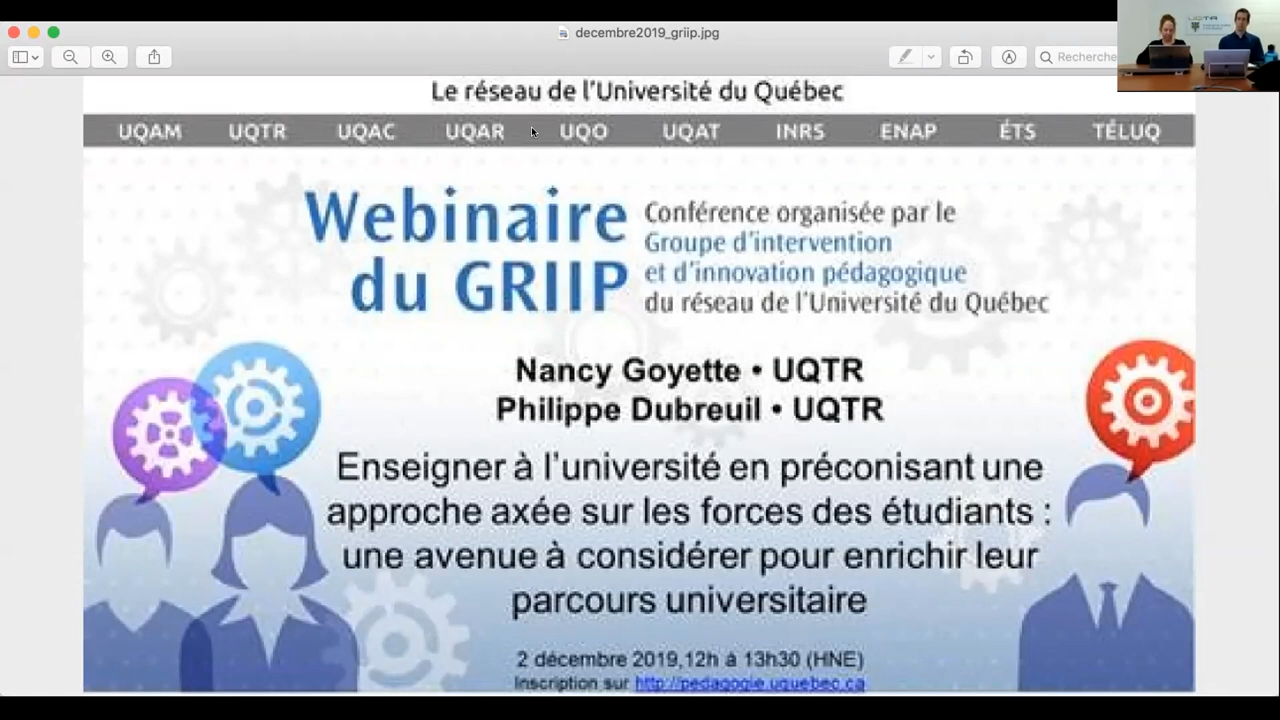 decembre2019_griip.jpg
Recherche
UQTR
Le réseau de l'Université du Québec
UQAM UQTR UQAC UQAR UQO UQAT INRS ENAP ÉTS TÉLUQ
Webinaire
du GRIIP
Conférence organisée par le
Groupe d'intervention
et d'innovation pédagogique
du réseau de l'Université du Québec
Nancy Goyette • UQTR
Philippe Dubreuil • UQTR
Enseigner à l'université en préconisant une
approche axée sur les forces des étudiants :
une avenue à considérer pour enrichir leur
parcours universitaire
2 décembre 2019,12h à 13h30 (HNE)
Inscription sur http://pedagogie.uquebec.ca